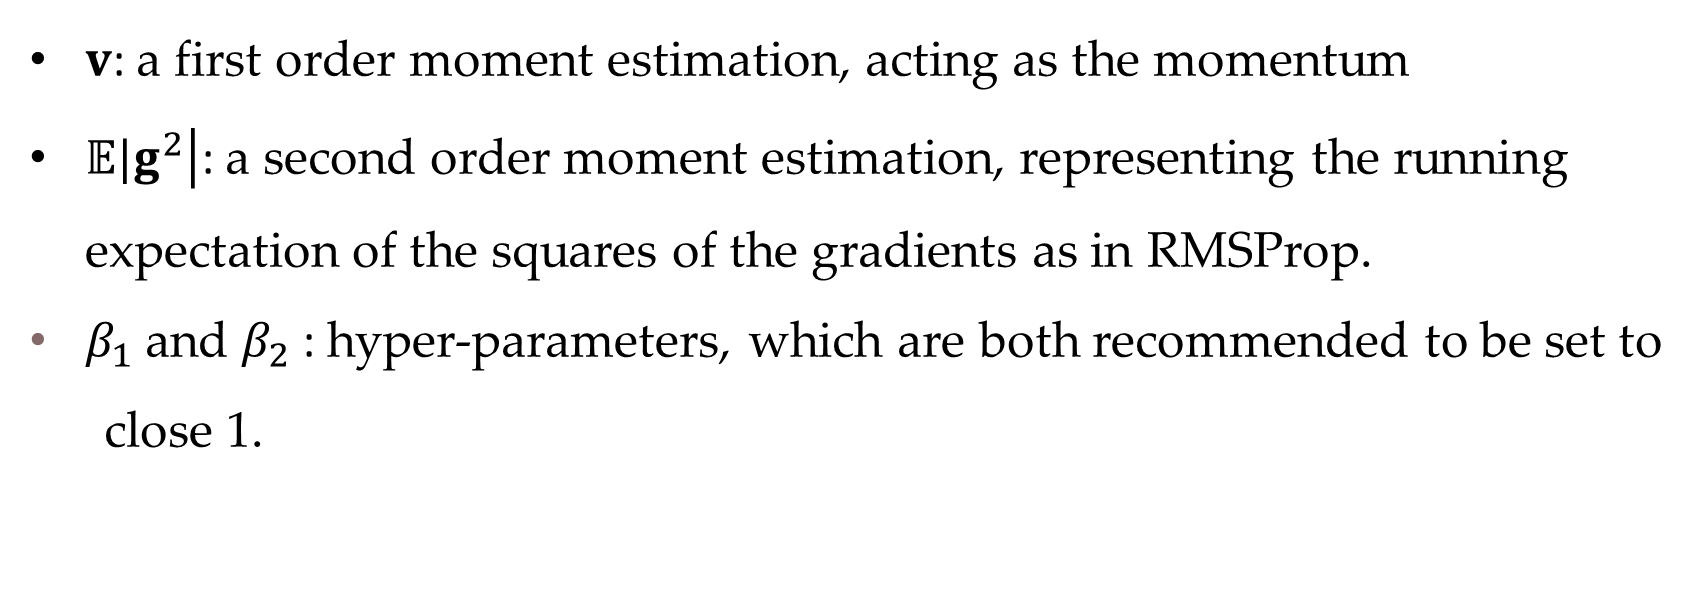 • v: a first order moment estimation, acting as the momentum
• 𝔼|g²|: a second order moment estimation, representing the running
expectation of the squares of the gradients as in RMSProp.
• β₁ and β₂ : hyper-parameters, which are both recommended to be set to
close 1.